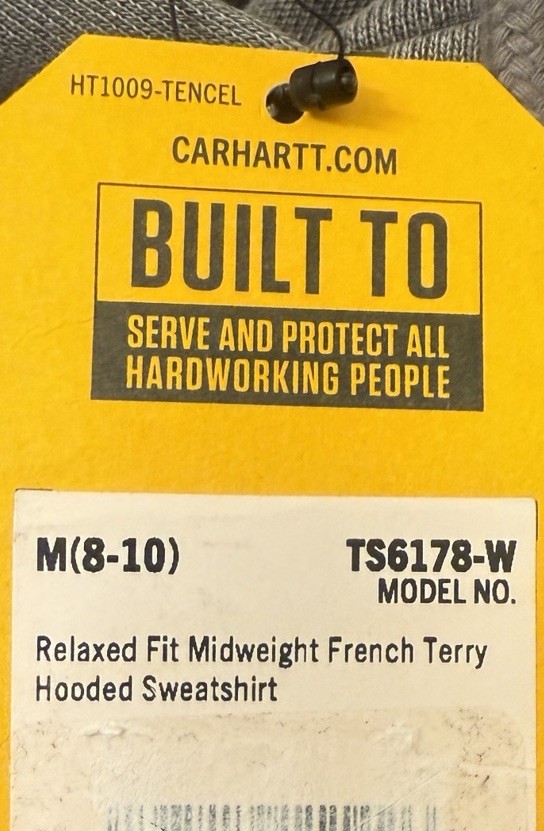 HT1009-TENCEL
CARHARTT.COM
BUILT TO
SERVE AND PROTECT ALL
HARDWORKING PEOPLE
M(8-10)
TS6178-W
MODEL NO.
Relaxed Fit Midweight French Terry
Hooded Sweatshirt